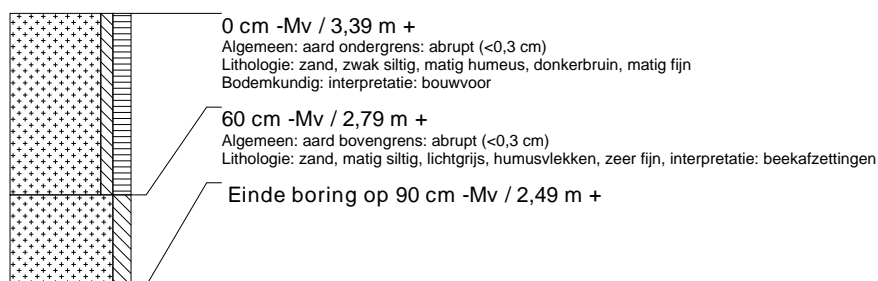 0 cm -Mv / 3,39 m +
Algemeen: aard ondergrens: abrupt (<0,3 cm)
Lithologie: zand, zwak siltig, matig humeus, donkerbruin, matig fijn
Bodemkundig: interpretatie: bouwvoor
60 cm -Mv / 2,79 m +
Algemeen: aard bovengrens: abrupt (<0,3 cm)
Lithologie: zand, matig siltig, lichtgrijs, humusvlekken, zeer fijn, interpretatie: beekafzettingen
Einde boring op 90 cm -Mv / 2,49 m +